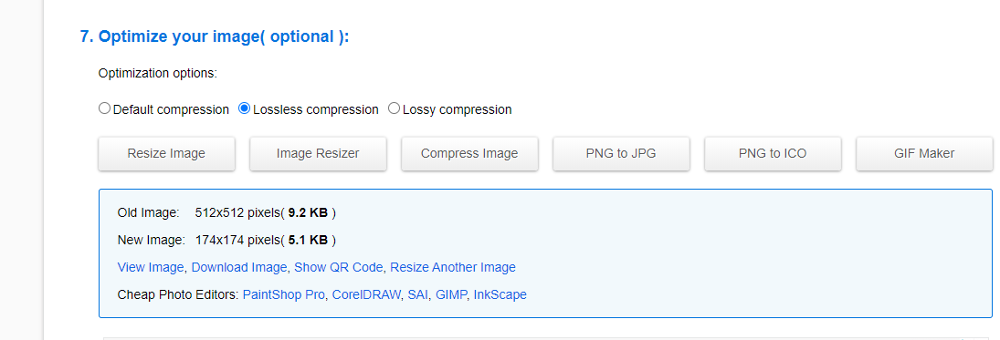 7. Optimize your image( optional ):
Optimization options:
Default compression Lossless compression Lossy compression
Resize Image Image Resizer Compress Image PNG to JPG PNG to ICO GIF Maker
Old Image: 512x512 pixels( 9.2 KB )
New Image: 174x174 pixels( 5.1 KB )
View Image, Download Image, Show QR Code, Resize Another Image
Cheap Photo Editors: PaintShop Pro, CorelDRAW, SAI, GIMP, InkScape